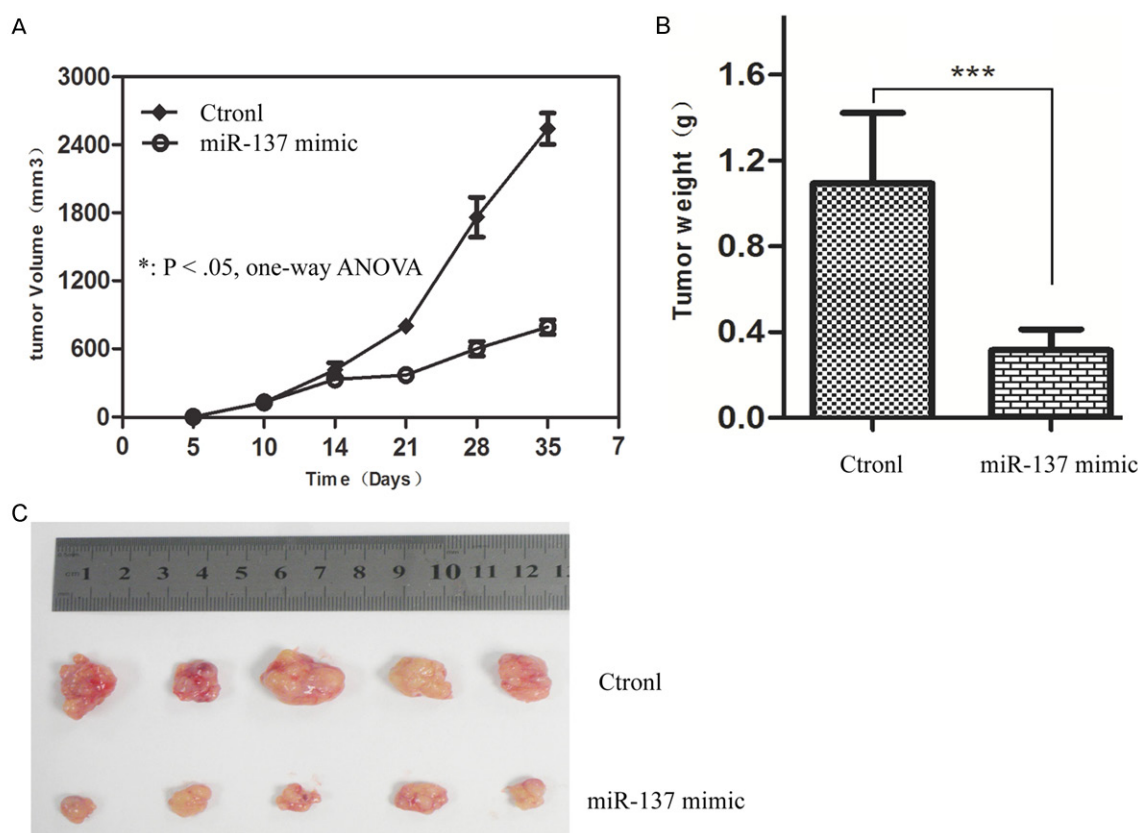 A
tumor Volume (mm3)
3000
2400
1800
1200
600
0
Ctronl
miR-137 mimic
*: P < .05, one-way ANOVA
0 5 10 14 21 28 35 7
Time (Days)
B
Tumor weight (g)
1.6
1.2
0.8
0.4
0.0
***
Ctronl miR-137 mimic
C
cm 1 2 3 4 5 6 7 8 9 10 11 12 13
Ctronl
miR-137 mimic